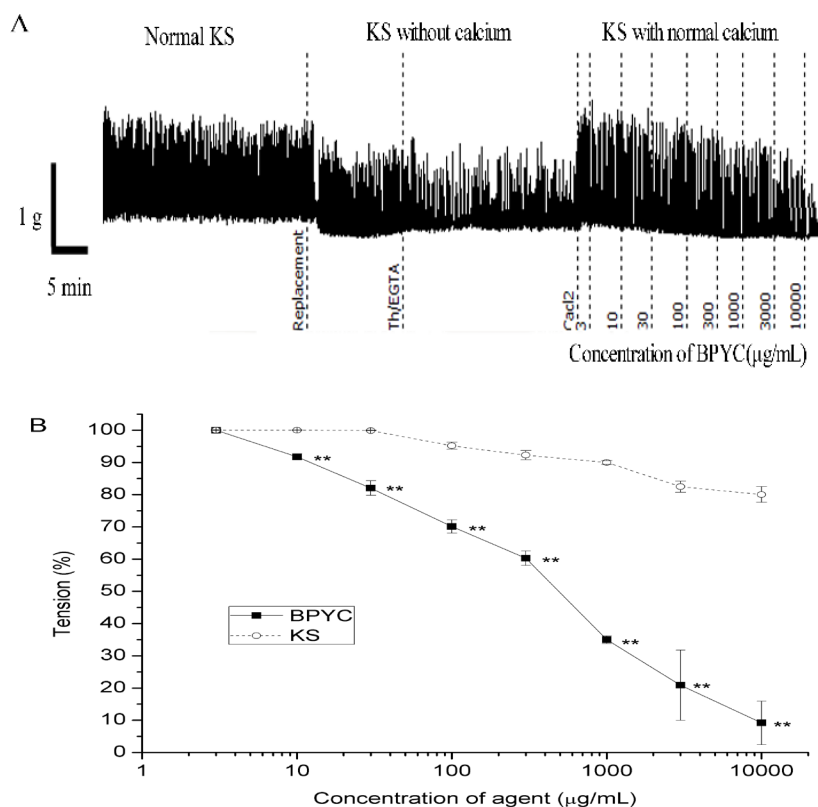 A
Normal KS
KS without calcium
KS with normal calcium
1 g
5 min
Replacement
Th/EGTA
Cacl2
3
10
30
100
300
1000
3000
10000
Concentration of BPYC(μg/mL)
B
100
90
80
70
60
50
40
30
20
10
0
Tension (%)
**
**
**
**
**
**
**
BPYC
KS
1
10
100
1000
10000
Concentration of agent (μg/mL)